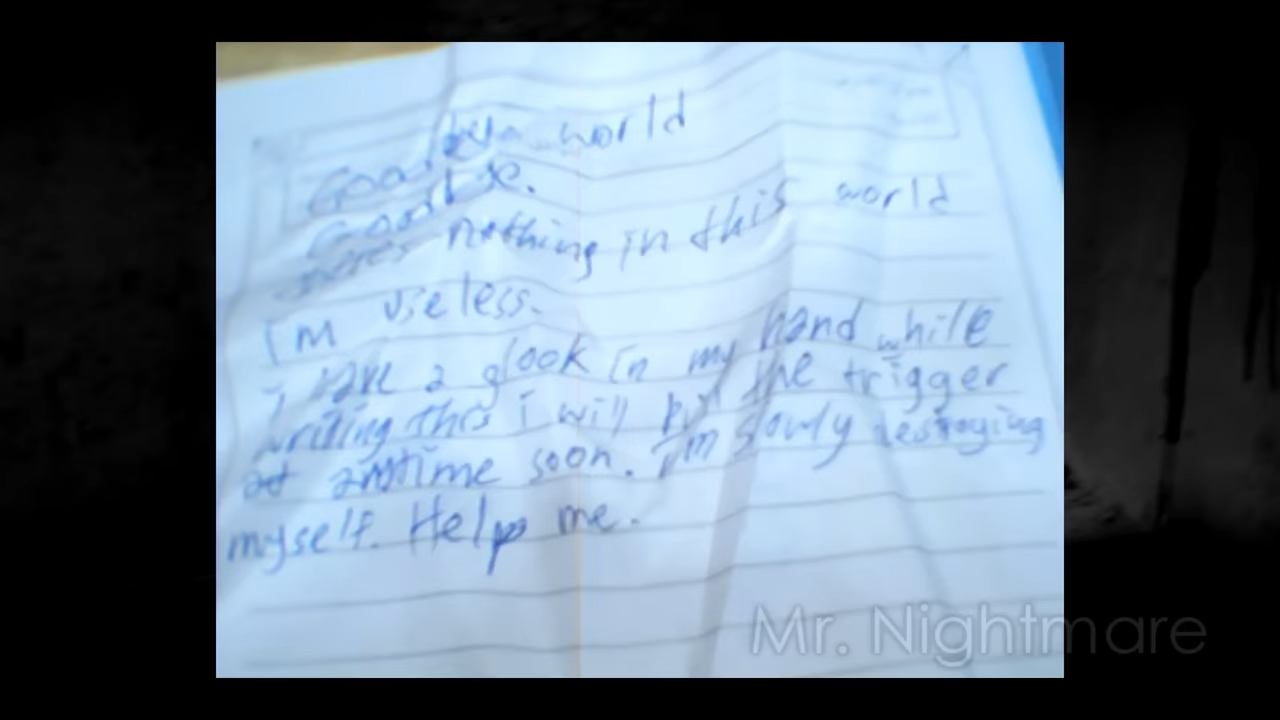 Goodbye world
Goodbye.
nothing in this world
I'm useless.
i have a glock in my hand while
writing this i will pull the trigger
at anytime soon. I'm slowly destroying
myself. Help me.
Mr. Nightmare